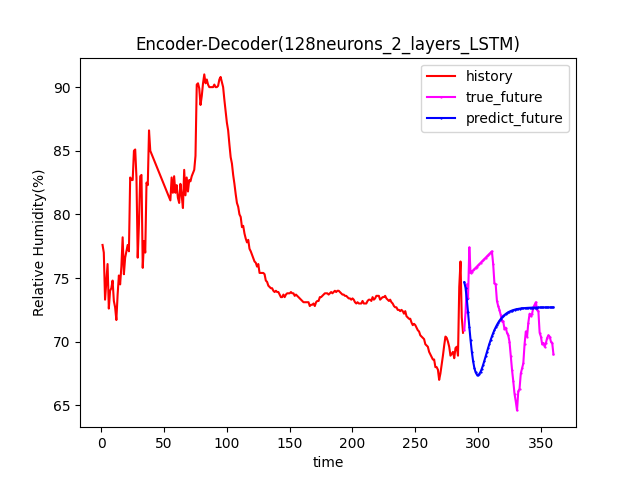 Encoder-Decoder(128neurons_2_layers_LSTM)
history
true_future
predict_future
90
85
80
75
70
65
Relative Humidity(%)
0 50 100 150 200 250 300 350
time